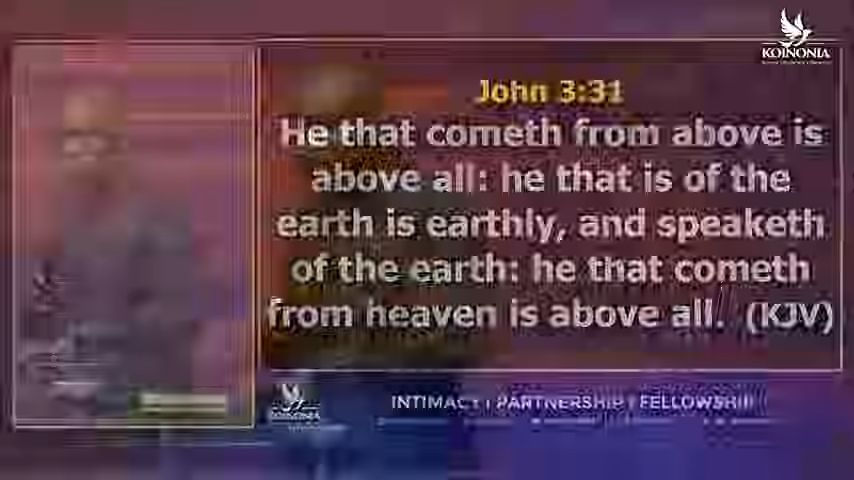 KOINONIA
John 3:31
He that cometh from above is
above all: he that is of the
earth is earthly, and speaketh
of the earth: he that cometh
from heaven is above all. (KJV)
KOINONIA
INTIMACY | PARTNERSHIP | FELLOWSHIP